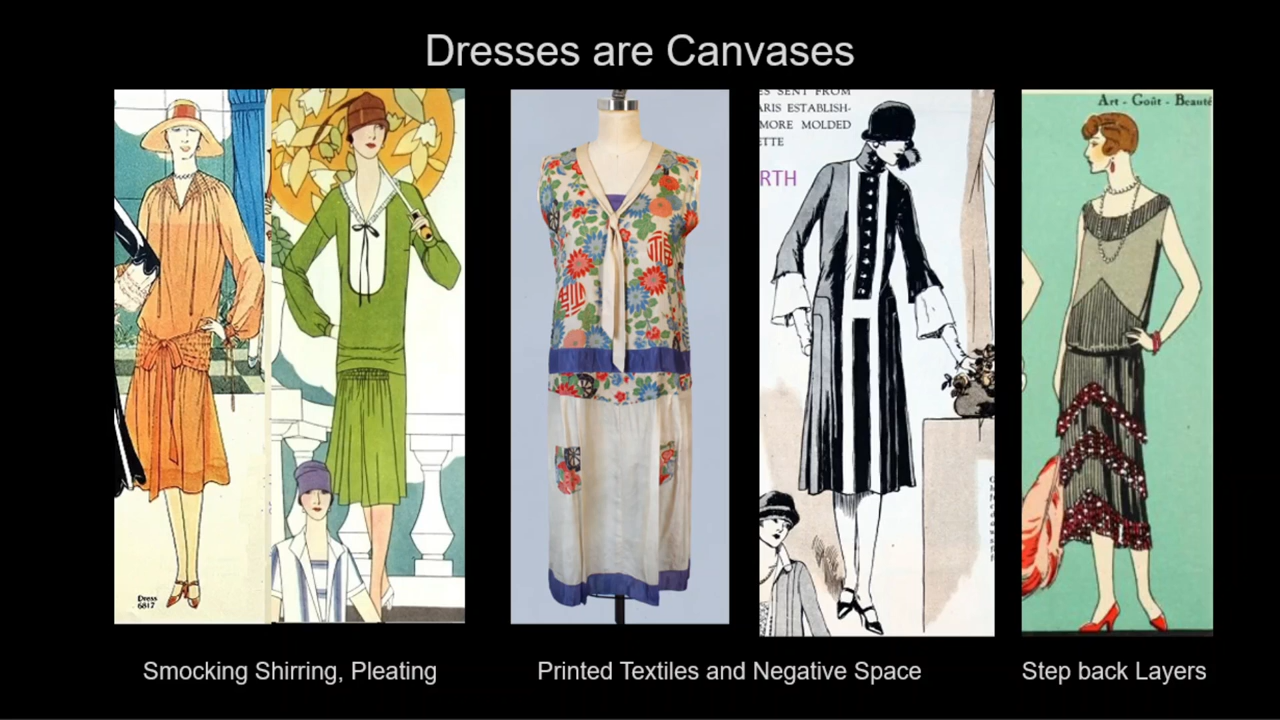 Dresses are Canvases
ES SENT FROM
ARIS ESTABLISH-
MORE MOLDED
ETTE
RTH
Art - Goût - Beauté
Dress
6817
Smocking Shirring, Pleating
Printed Textiles and Negative Space
Step back Layers